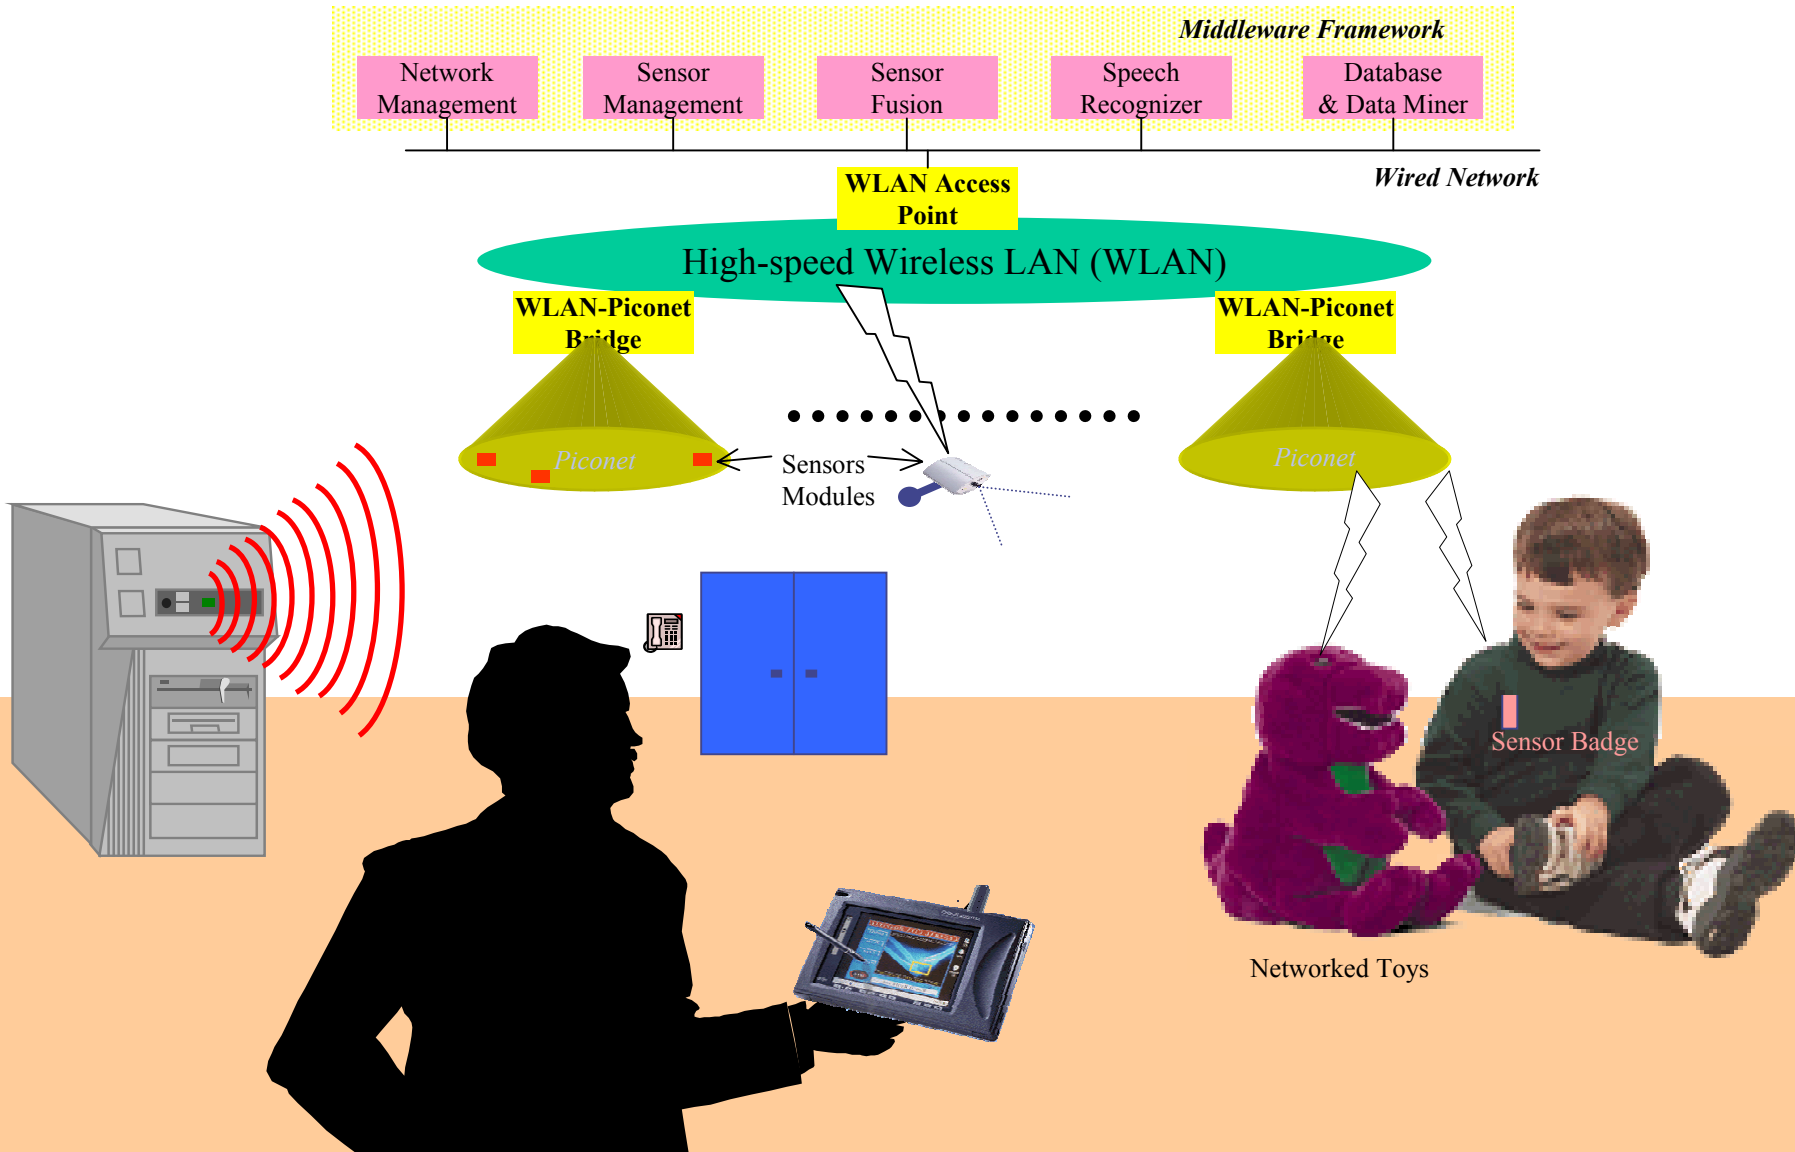 Middleware Framework
Network
Management
Sensor
Management
Sensor
Fusion
Speech
Recognizer
Database
& Data Miner
Wired Network
WLAN Access
Point
High-speed Wireless LAN (WLAN)
WLAN-Piconet
Bridge
WLAN-Piconet
Bridge
Piconet
Sensors
Modules
Piconet
Sensor Badge
Networked Toys